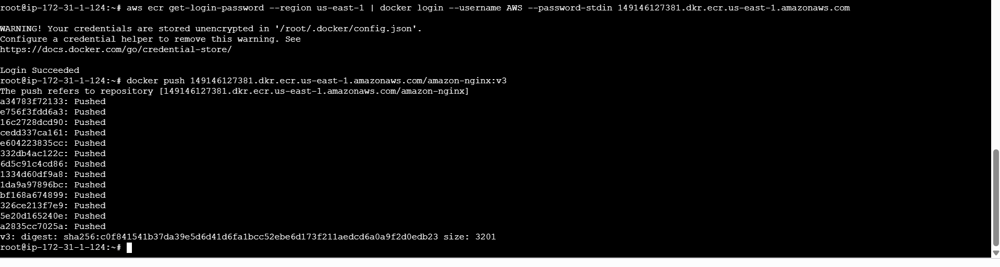 root@ip-172-31-1-124:~# aws ecr get-login-password --region us-east-1 | docker login --username AWS --password-stdin 149146127381.dkr.ecr.us-east-1.amazonaws.com
WARNING! Your credentials are stored unencrypted in '/root/.docker/config.json'.
Configure a credential helper to remove this warning. See
https://docs.docker.com/go/credential-store/
Login Succeeded
root@ip-172-31-1-124:~# docker push 149146127381.dkr.ecr.us-east-1.amazonaws.com/amazon-nginx:v3
The push refers to repository [149146127381.dkr.ecr.us-east-1.amazonaws.com/amazon-nginx]
a34783f72133: Pushed
e756f3fdd6a3: Pushed
16c2728dcd90: Pushed
cedd337ca161: Pushed
e604223835cc: Pushed
332db4ac122c: Pushed
6d5c91c4cd86: Pushed
1334d60df9a8: Pushed
1da9a97896bc: Pushed
bf168a674899: Pushed
326ce213f7e9: Pushed
5e20d165240e: Pushed
a2835cc7025a: Pushed
v3: digest: sha256:c0f841541b37da39e5d6d41d6fa1bcc52ebe6d173f211aedcd6a0a9f2d0edb23 size: 3201
root@ip-172-31-1-124:~#